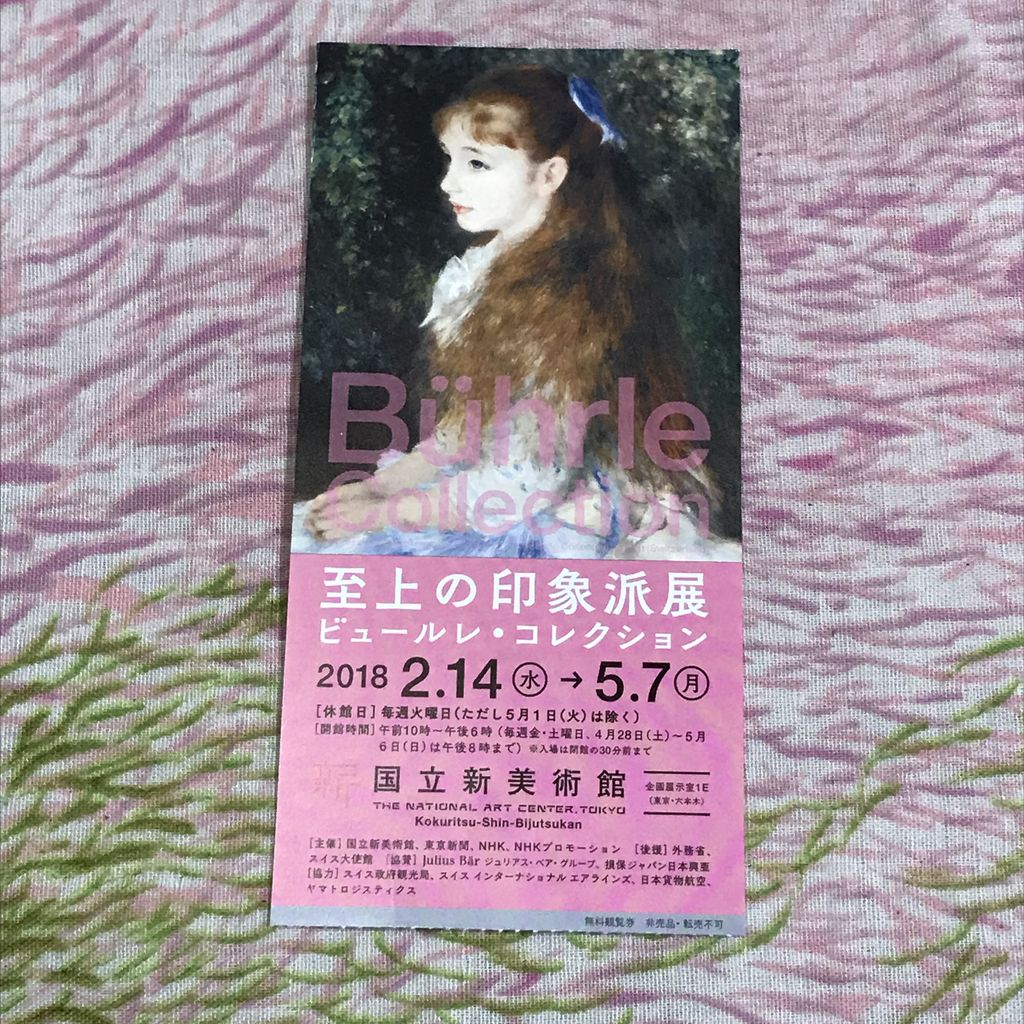 Bührle
Collection
至上の印象派展
ビュールレ・コレクション
2018 2.14 水 → 5.7 月
[休館日]毎週火曜日(ただし5月1日(火)は除く)
[開館時間]午前10時~午後6時(毎週金・土曜日、4月28日(土)~5月
6日(日)は午後8時まで) ※入場は閉館の30分前まで
新 国立新美術館
企画展示室1E
(東京・六本木)
THE NATIONAL ART CENTER, TOKYO
Kokuritsu-Shin-Bijutsukan
[主催]国立新美術館、東京新聞、NHK、NHKプロモーション [後援]外務省、
スイス大使館 [協賛]Julius Bär ジュリアス・ベア・グループ、損保ジャパン日本興亜
[協力]スイス政府観光局、スイス インターナショナル エアラインズ、日本貨物航空、
ヤマトロジスティクス
無料観覧券 非売品・転売不可